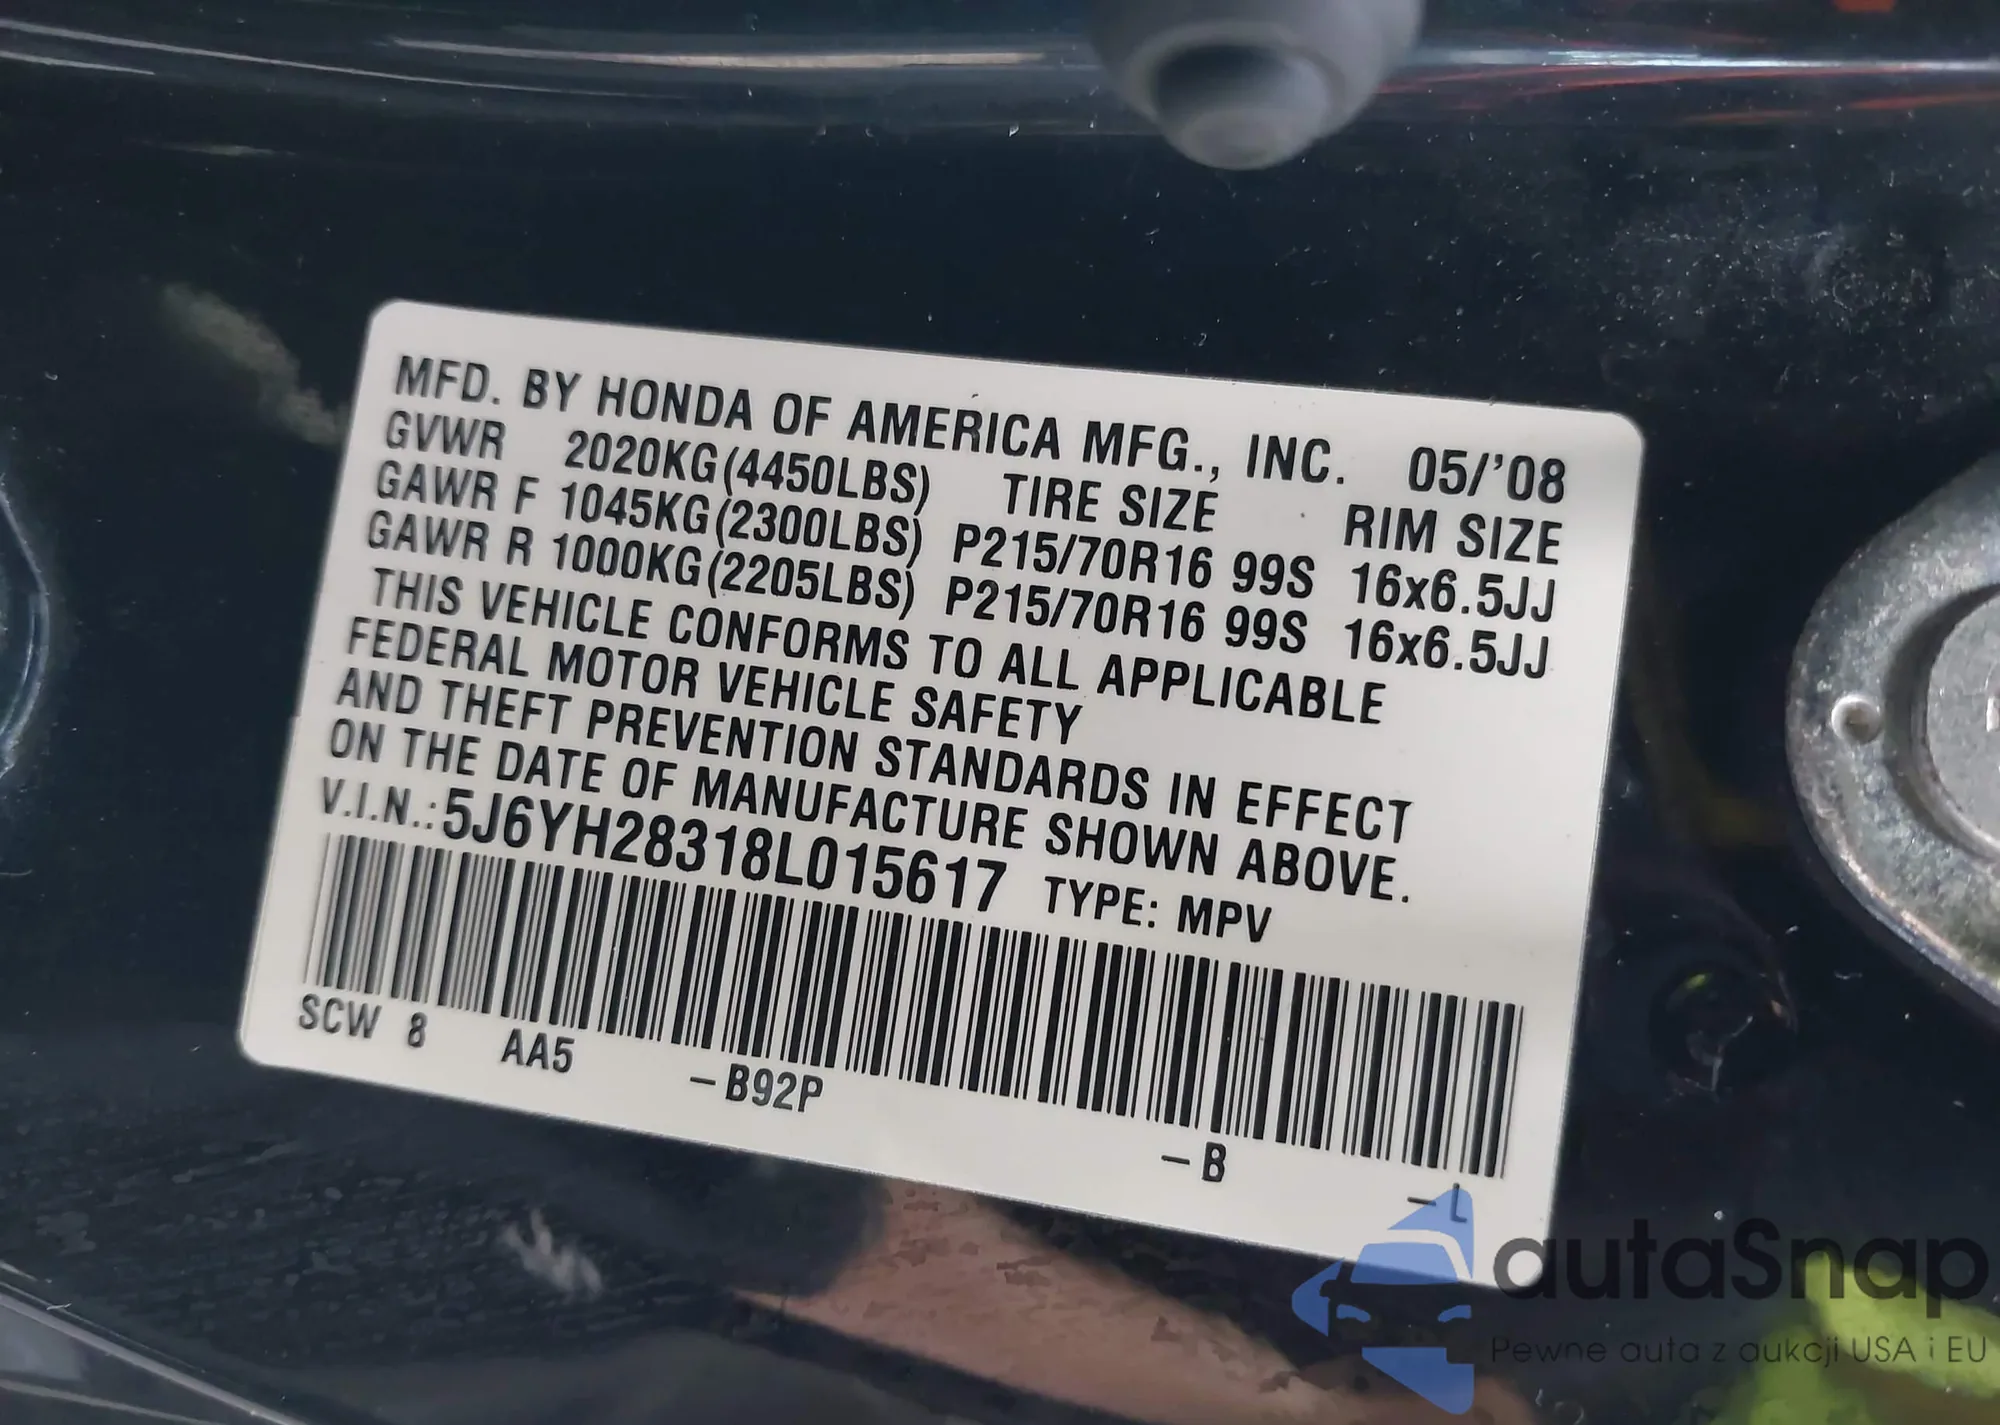 MFD. BY HONDA OF AMERICA MFG., INC. 05/'08
GVWR 2020KG(4450LBS) TIRE SIZE RIM SIZE
GAWR F 1045KG(2300LBS) P215/70R16 99S 16x6.5JJ
GAWR R 1000KG(2205LBS) P215/70R16 99S 16x6.5JJ
THIS VEHICLE CONFORMS TO ALL APPLICABLE
FEDERAL MOTOR VEHICLE SAFETY
AND THEFT PREVENTION STANDARDS IN EFFECT
ON THE DATE OF MANUFACTURE SHOWN ABOVE.
V.I.N.:5J6YH28318L015617 TYPE: MPV
SCW 8 AA5 –B92P –B –L
autaSnap
Pewne auta z aukcji USA i EU